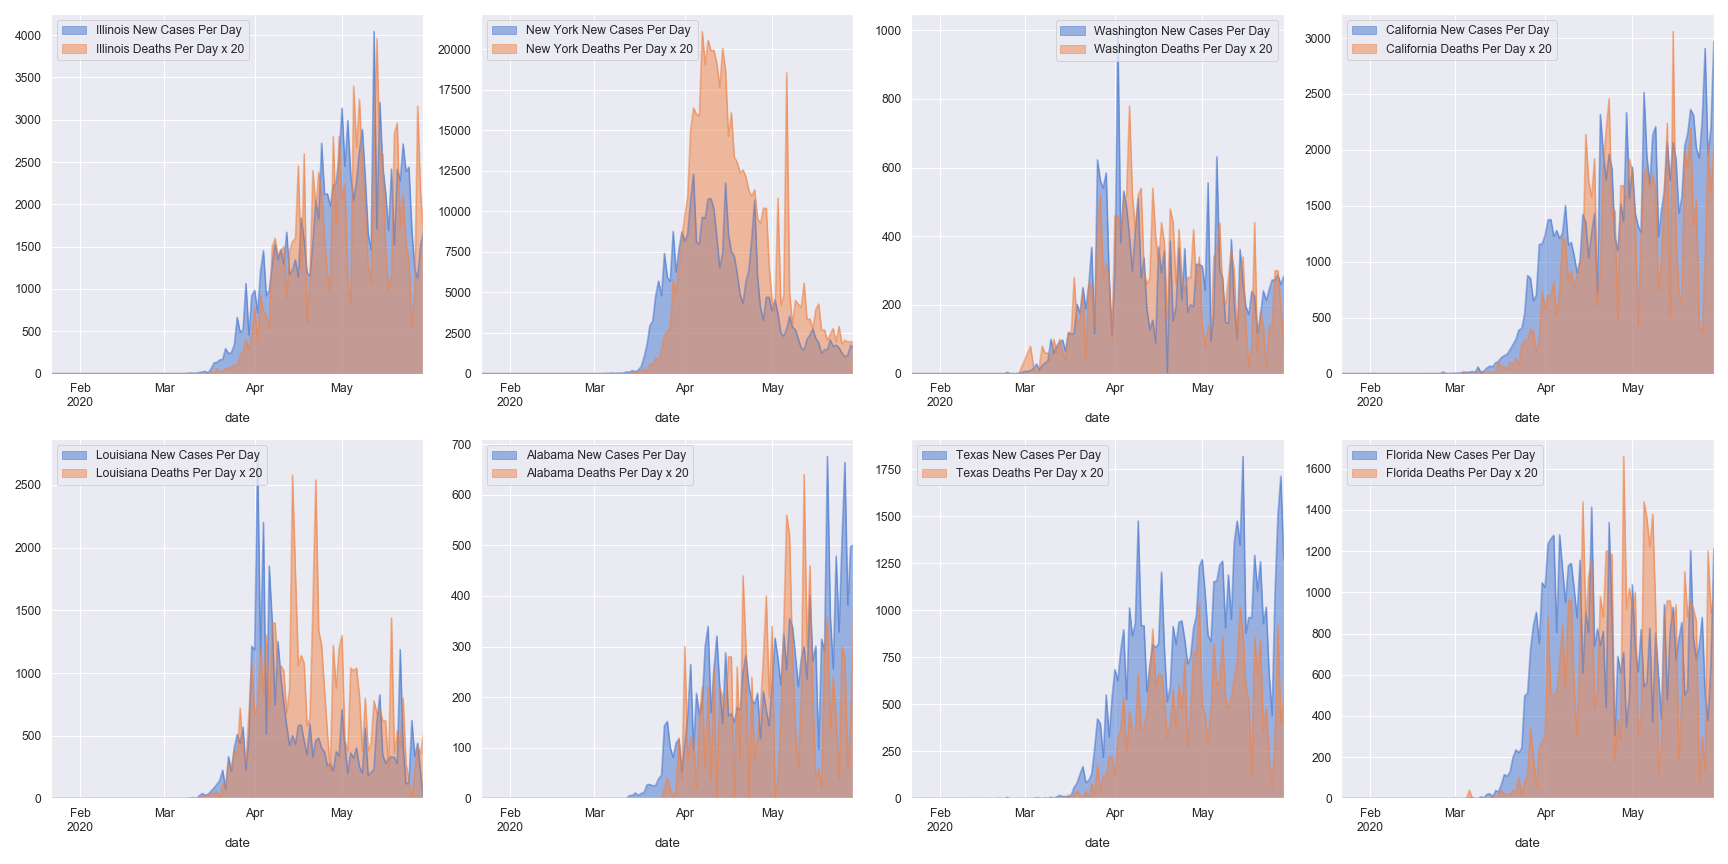 Illinois New Cases Per Day
Illinois Deaths Per Day x 20
4000
3500
3000
2500
2000
1500
1000
500
0
Feb
2020
Mar
Apr
May
date
New York New Cases Per Day
New York Deaths Per Day x 20
20000
17500
15000
12500
10000
7500
5000
2500
0
Feb
2020
Mar
Apr
May
date
Washington New Cases Per Day
Washington Deaths Per Day x 20
1000
800
600
400
200
0
Feb
2020
Mar
Apr
May
date
California New Cases Per Day
California Deaths Per Day x 20
3000
2500
2000
1500
1000
500
0
Feb
2020
Mar
Apr
May
date
Louisiana New Cases Per Day
Louisiana Deaths Per Day x 20
2500
2000
1500
1000
500
0
Feb
2020
Mar
Apr
May
date
Alabama New Cases Per Day
Alabama Deaths Per Day x 20
700
600
500
400
300
200
100
0
Feb
2020
Mar
Apr
May
date
Texas New Cases Per Day
Texas Deaths Per Day x 20
1750
1500
1250
1000
750
500
250
0
Feb
2020
Mar
Apr
May
date
Florida New Cases Per Day
Florida Deaths Per Day x 20
1600
1400
1200
1000
800
600
400
200
0
Feb
2020
Mar
Apr
May
date